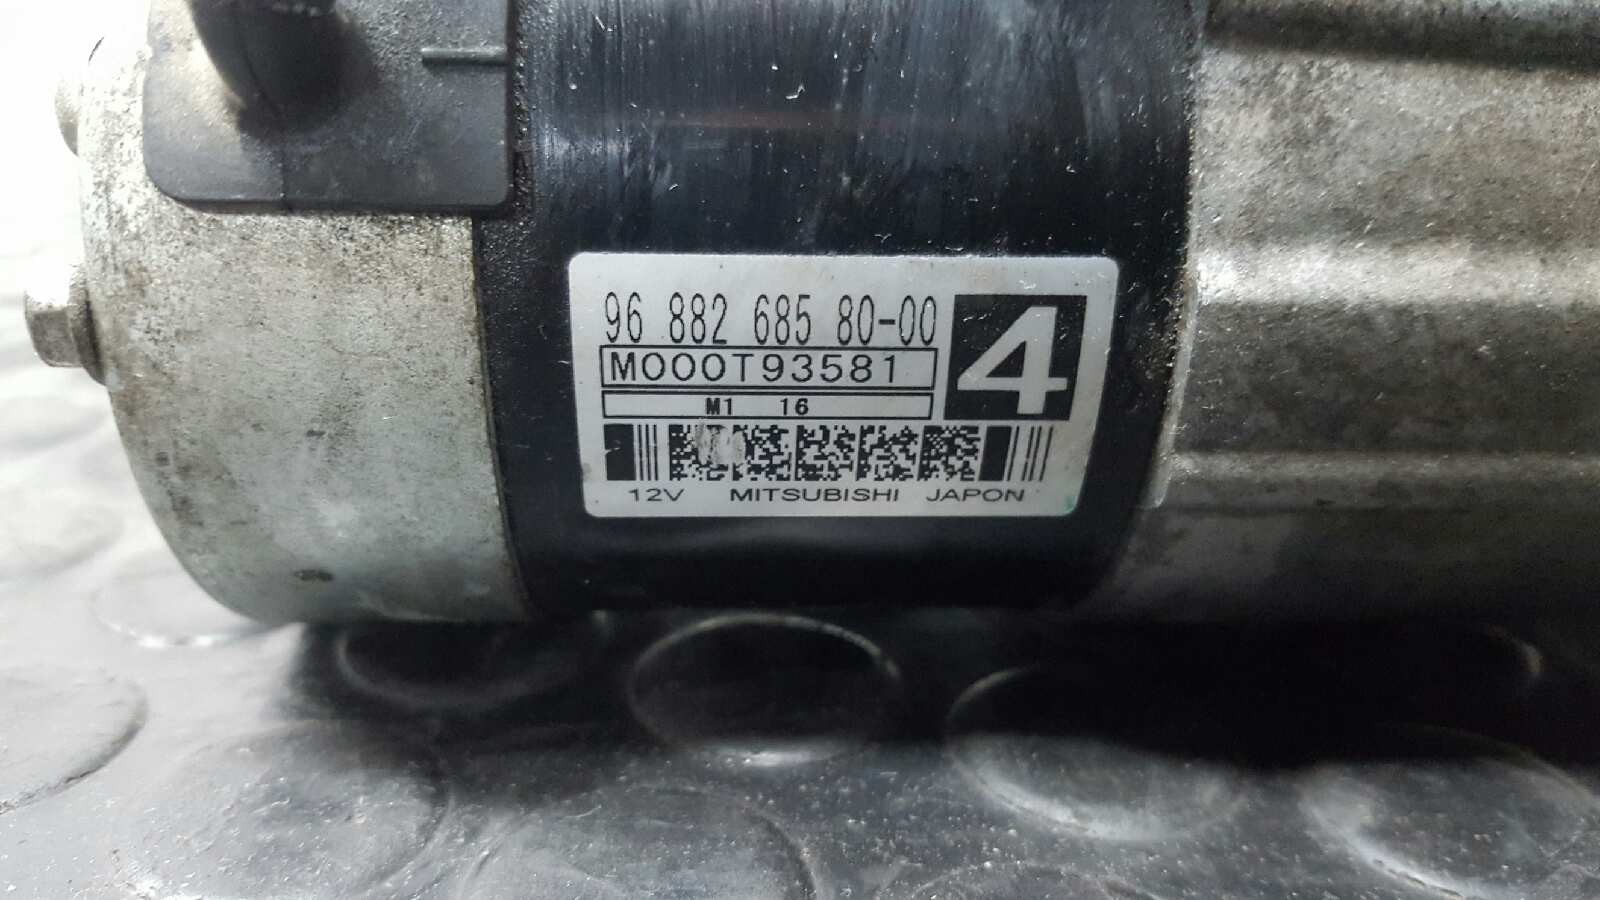 96 882 685 80-00
4
M000T93581
M1 16
12V MITSUBISHI JAPON